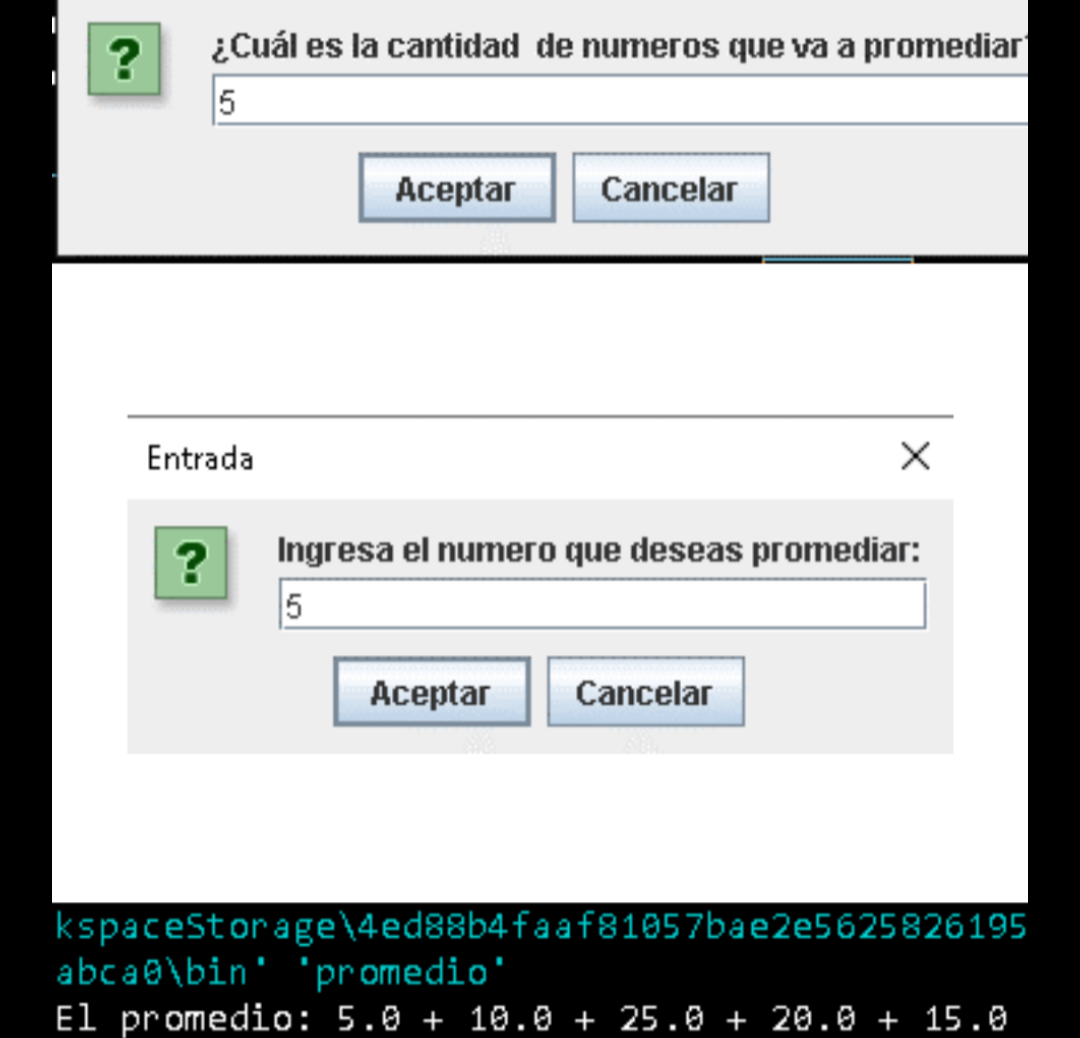 ¿Cuál es la cantidad de numeros que va a promediar?
5
Aceptar Cancelar
Entrada
Ingresa el numero que deseas promediar:
5
Aceptar Cancelar
kspaceStorage\4ed88b4faaf81057bae2e5625826195
abca0\bin' 'promedio'
El promedio: 5.0 + 10.0 + 25.0 + 20.0 + 15.0